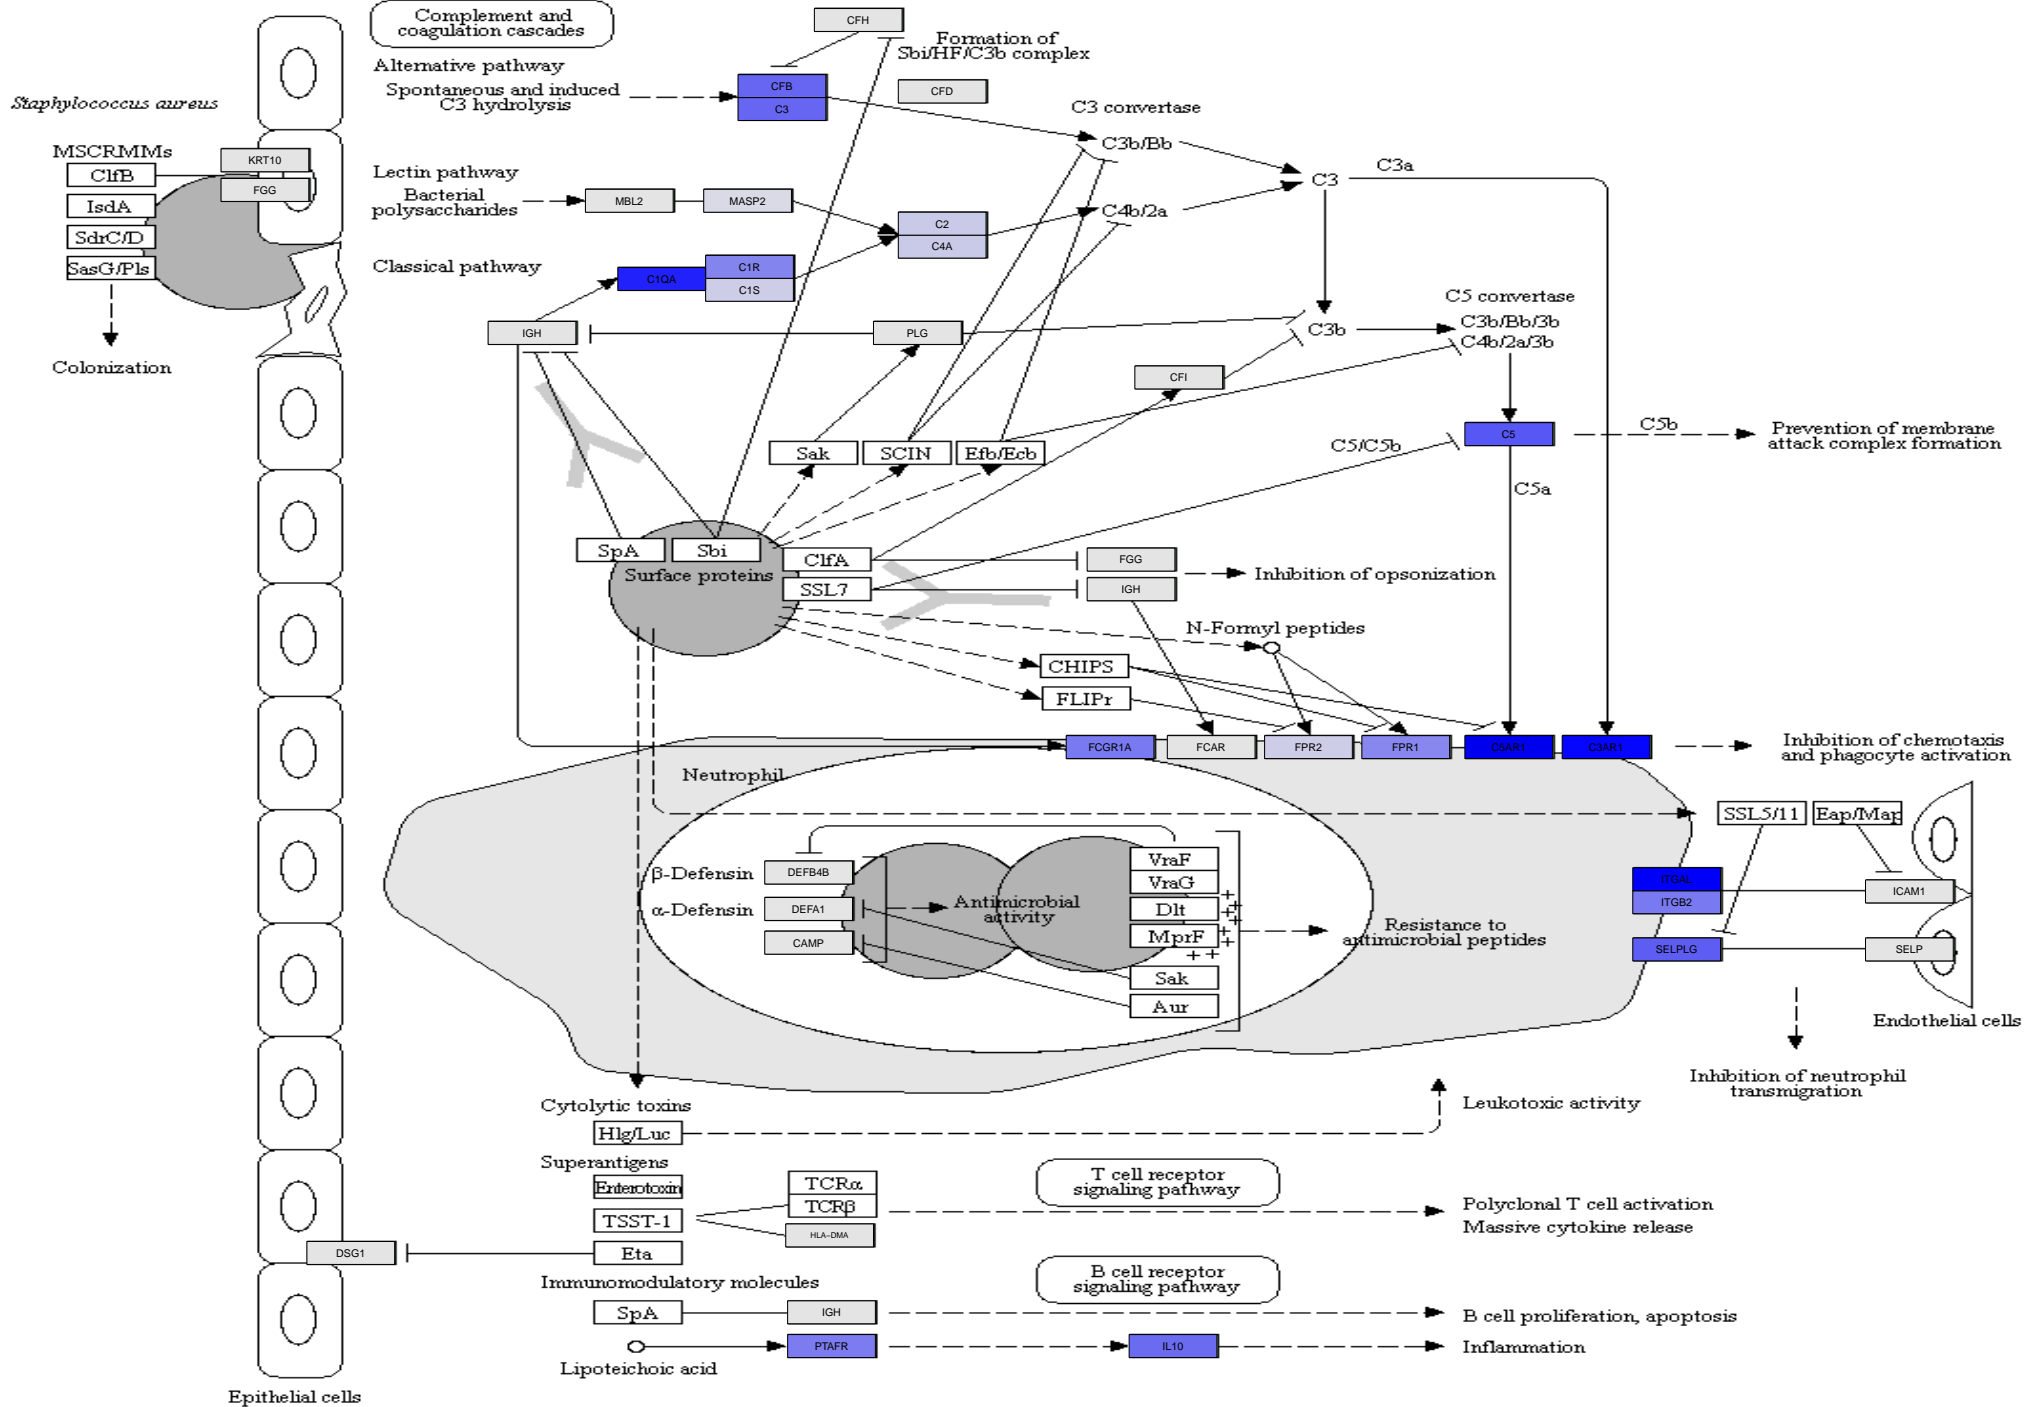 Complement and
coagulation cascades
CFH
Formation of
Sbi/HF/C3b complex
Alternative pathway
Spontaneous and induced
C3 hydrolysis
CFB
C3
CFD
C3 convertase
C3b/Bb
Staphylococcus aureus
MSCRMMs
ClfB
IsdA
SdrC/D
SasG/Pls
KRT10
FGG
Colonization
Lectin pathway
Bacterial
polysaccharides
MBL2
MASP2
C2
C4A
C4b/2a
C3
C3a
Classical pathway
C1QA
C1R
C1S
IGH
PLG
C3b
C5 convertase
C3b/Bb/3b
C4b/2a/3b
CFI
Sak
SCIN
Efb/Ecb
C5/C5b
C5
C5b
Prevention of membrane
attack complex formation
C5a
SpA
Sbi
Surface proteins
ClfA
SSL7
FGG
IGH
Inhibition of opsonization
N-Formyl peptides
CHIPS
FLIPr
FCGR1A
FCAR
FPR2
FPR1
C5AR1
C3AR1
Inhibition of chemotaxis
and phagocyte activation
Neutrophil
SSL5/11
Eap/Map
β-Defensin
DEFB4B
α-Defensin
DEFA1
CAMP
Antimicrobial
activity
VraF
VraG
Dlt
MprF
Sak
Aur
+
+
+
+
+
+
+
+
+
+
Resistance to
antimicrobial peptides
ITGAL
ITGB2
ICAM1
SELPLG
SELP
Endothelial cells
Inhibition of neutrophil
transmigration
Cytolytic toxins
Hlg/Luc
Leukotoxic activity
Superantigens
Enterotoxin
TSST-1
Eta
TCRα
TCRβ
HLA−DMA
T cell receptor
signaling pathway
Polyclonal T cell activation
Massive cytokine release
DSG1
Immunomodulatory molecules
SpA
IGH
B cell receptor
signaling pathway
B cell proliferation, apoptosis
Lipoteichoic acid
PTAFR
IL10
Inflammation
Epithelial cells